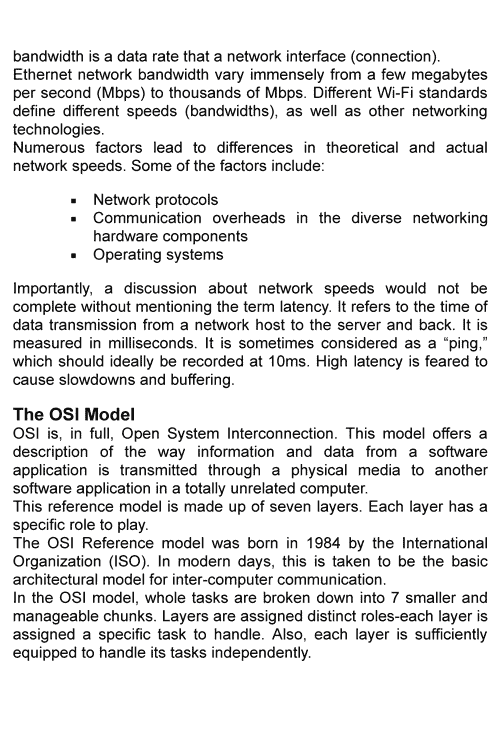 bandwidth is a data rate that a network interface (connection).
Ethernet network bandwidth vary immensely from a few megabytes
per second (Mbps) to thousands of Mbps. Different Wi-Fi standards
define different speeds (bandwidths), as well as other networking
technologies.
Numerous factors lead to differences in theoretical and actual
network speeds. Some of the factors include:
▪ Network protocols
▪ Communication overheads in the diverse networking
hardware components
▪ Operating systems
Importantly, a discussion about network speeds would not be
complete without mentioning the term latency. It refers to the time of
data transmission from a network host to the server and back. It is
measured in milliseconds. It is sometimes considered as a “ping,”
which should ideally be recorded at 10ms. High latency is feared to
cause slowdowns and buffering.
The OSI Model
OSI is, in full, Open System Interconnection. This model offers a
description of the way information and data from a software
application is transmitted through a physical media to another
software application in a totally unrelated computer.
This reference model is made up of seven layers. Each layer has a
specific role to play.
The OSI Reference model was born in 1984 by the International
Organization (ISO). In modern days, this is taken to be the basic
architectural model for inter-computer communication.
In the OSI model, whole tasks are broken down into 7 smaller and
manageable chunks. Layers are assigned distinct roles-each layer is
assigned a specific task to handle. Also, each layer is sufficiently
equipped to handle its tasks independently.